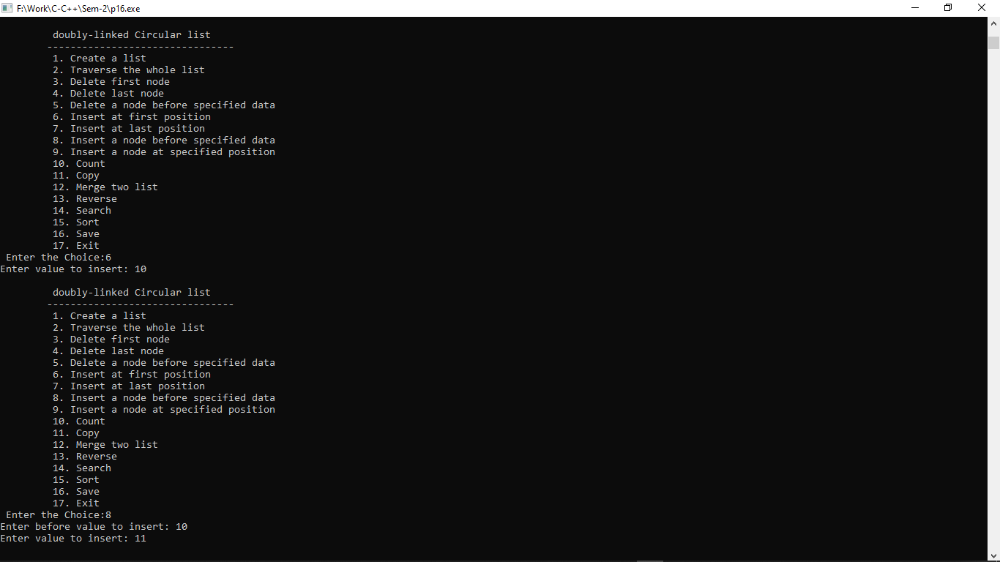 F:\Work\C-C++\Sem-2\p16.exe
doubly-linked Circular list
--------------------------------
1. Create a list
2. Traverse the whole list
3. Delete first node
4. Delete last node
5. Delete a node before specified data
6. Insert at first position
7. Insert at last position
8. Insert a node before specified data
9. Insert a node at specified position
10. Count
11. Copy
12. Merge two list
13. Reverse
14. Search
15. Sort
16. Save
17. Exit
Enter the Choice:6
Enter value to insert: 10
doubly-linked Circular list
--------------------------------
1. Create a list
2. Traverse the whole list
3. Delete first node
4. Delete last node
5. Delete a node before specified data
6. Insert at first position
7. Insert at last position
8. Insert a node before specified data
9. Insert a node at specified position
10. Count
11. Copy
12. Merge two list
13. Reverse
14. Search
15. Sort
16. Save
17. Exit
Enter the Choice:8
Enter before value to insert: 10
Enter value to insert: 11